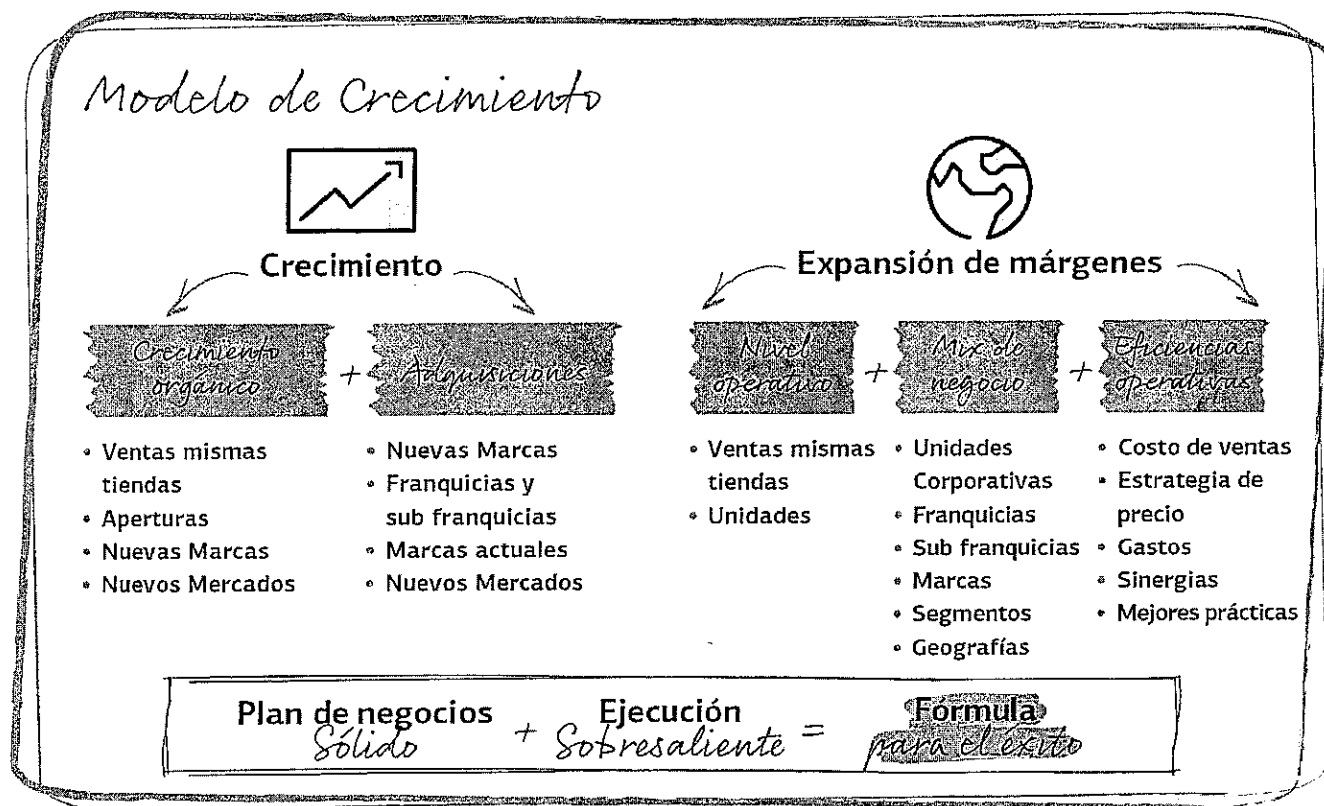 Modelo de Crecimiento
Crecimiento
Crecimiento
orgánico
+
Adquisiciones
• Ventas mismas
tiendas
• Aperturas
• Nuevas Marcas
• Nuevos Mercados
• Nuevas Marcas
• Franquicias y
sub franquicias
• Marcas actuales
• Nuevos Mercados
Expansión de márgenes
Nivel
operativo
+
Mix de
negocio
+
Eficiencias
operativas
• Ventas mismas
tiendas
• Unidades
• Unidades
Corporativas
• Franquicias
• Sub franquicias
• Marcas
• Segmentos
• Geografías
• Costo de ventas
• Estrategia de
precio
• Gastos
• Sinergias
• Mejores prácticas
Plan de negocios
Sólido
+
Ejecución
Sobresaliente
=
Fórmula
para el éxito